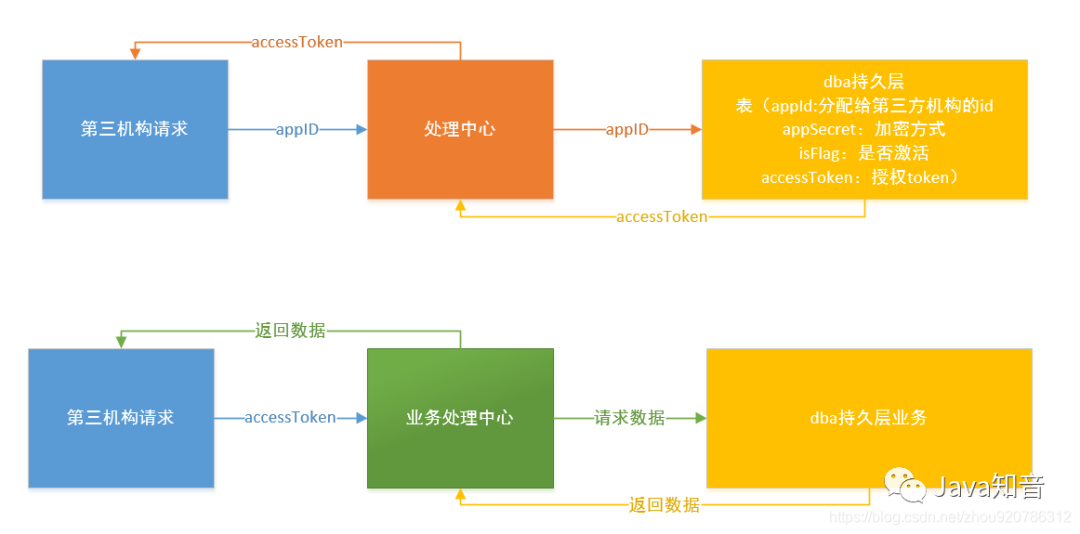 accessToken
第三机构请求
appID
处理中心
appID
dba持久层
表（appId:分配给第三方机构的id
appSecret：加密方式
isFlag：是否激活
accessToken：授权token）
accessToken
返回数据
第三机构请求
accessToken
业务处理中心
请求数据
dba持久层业务
返回数据
Java知音
https://blog.csdn.net/zhou920786312